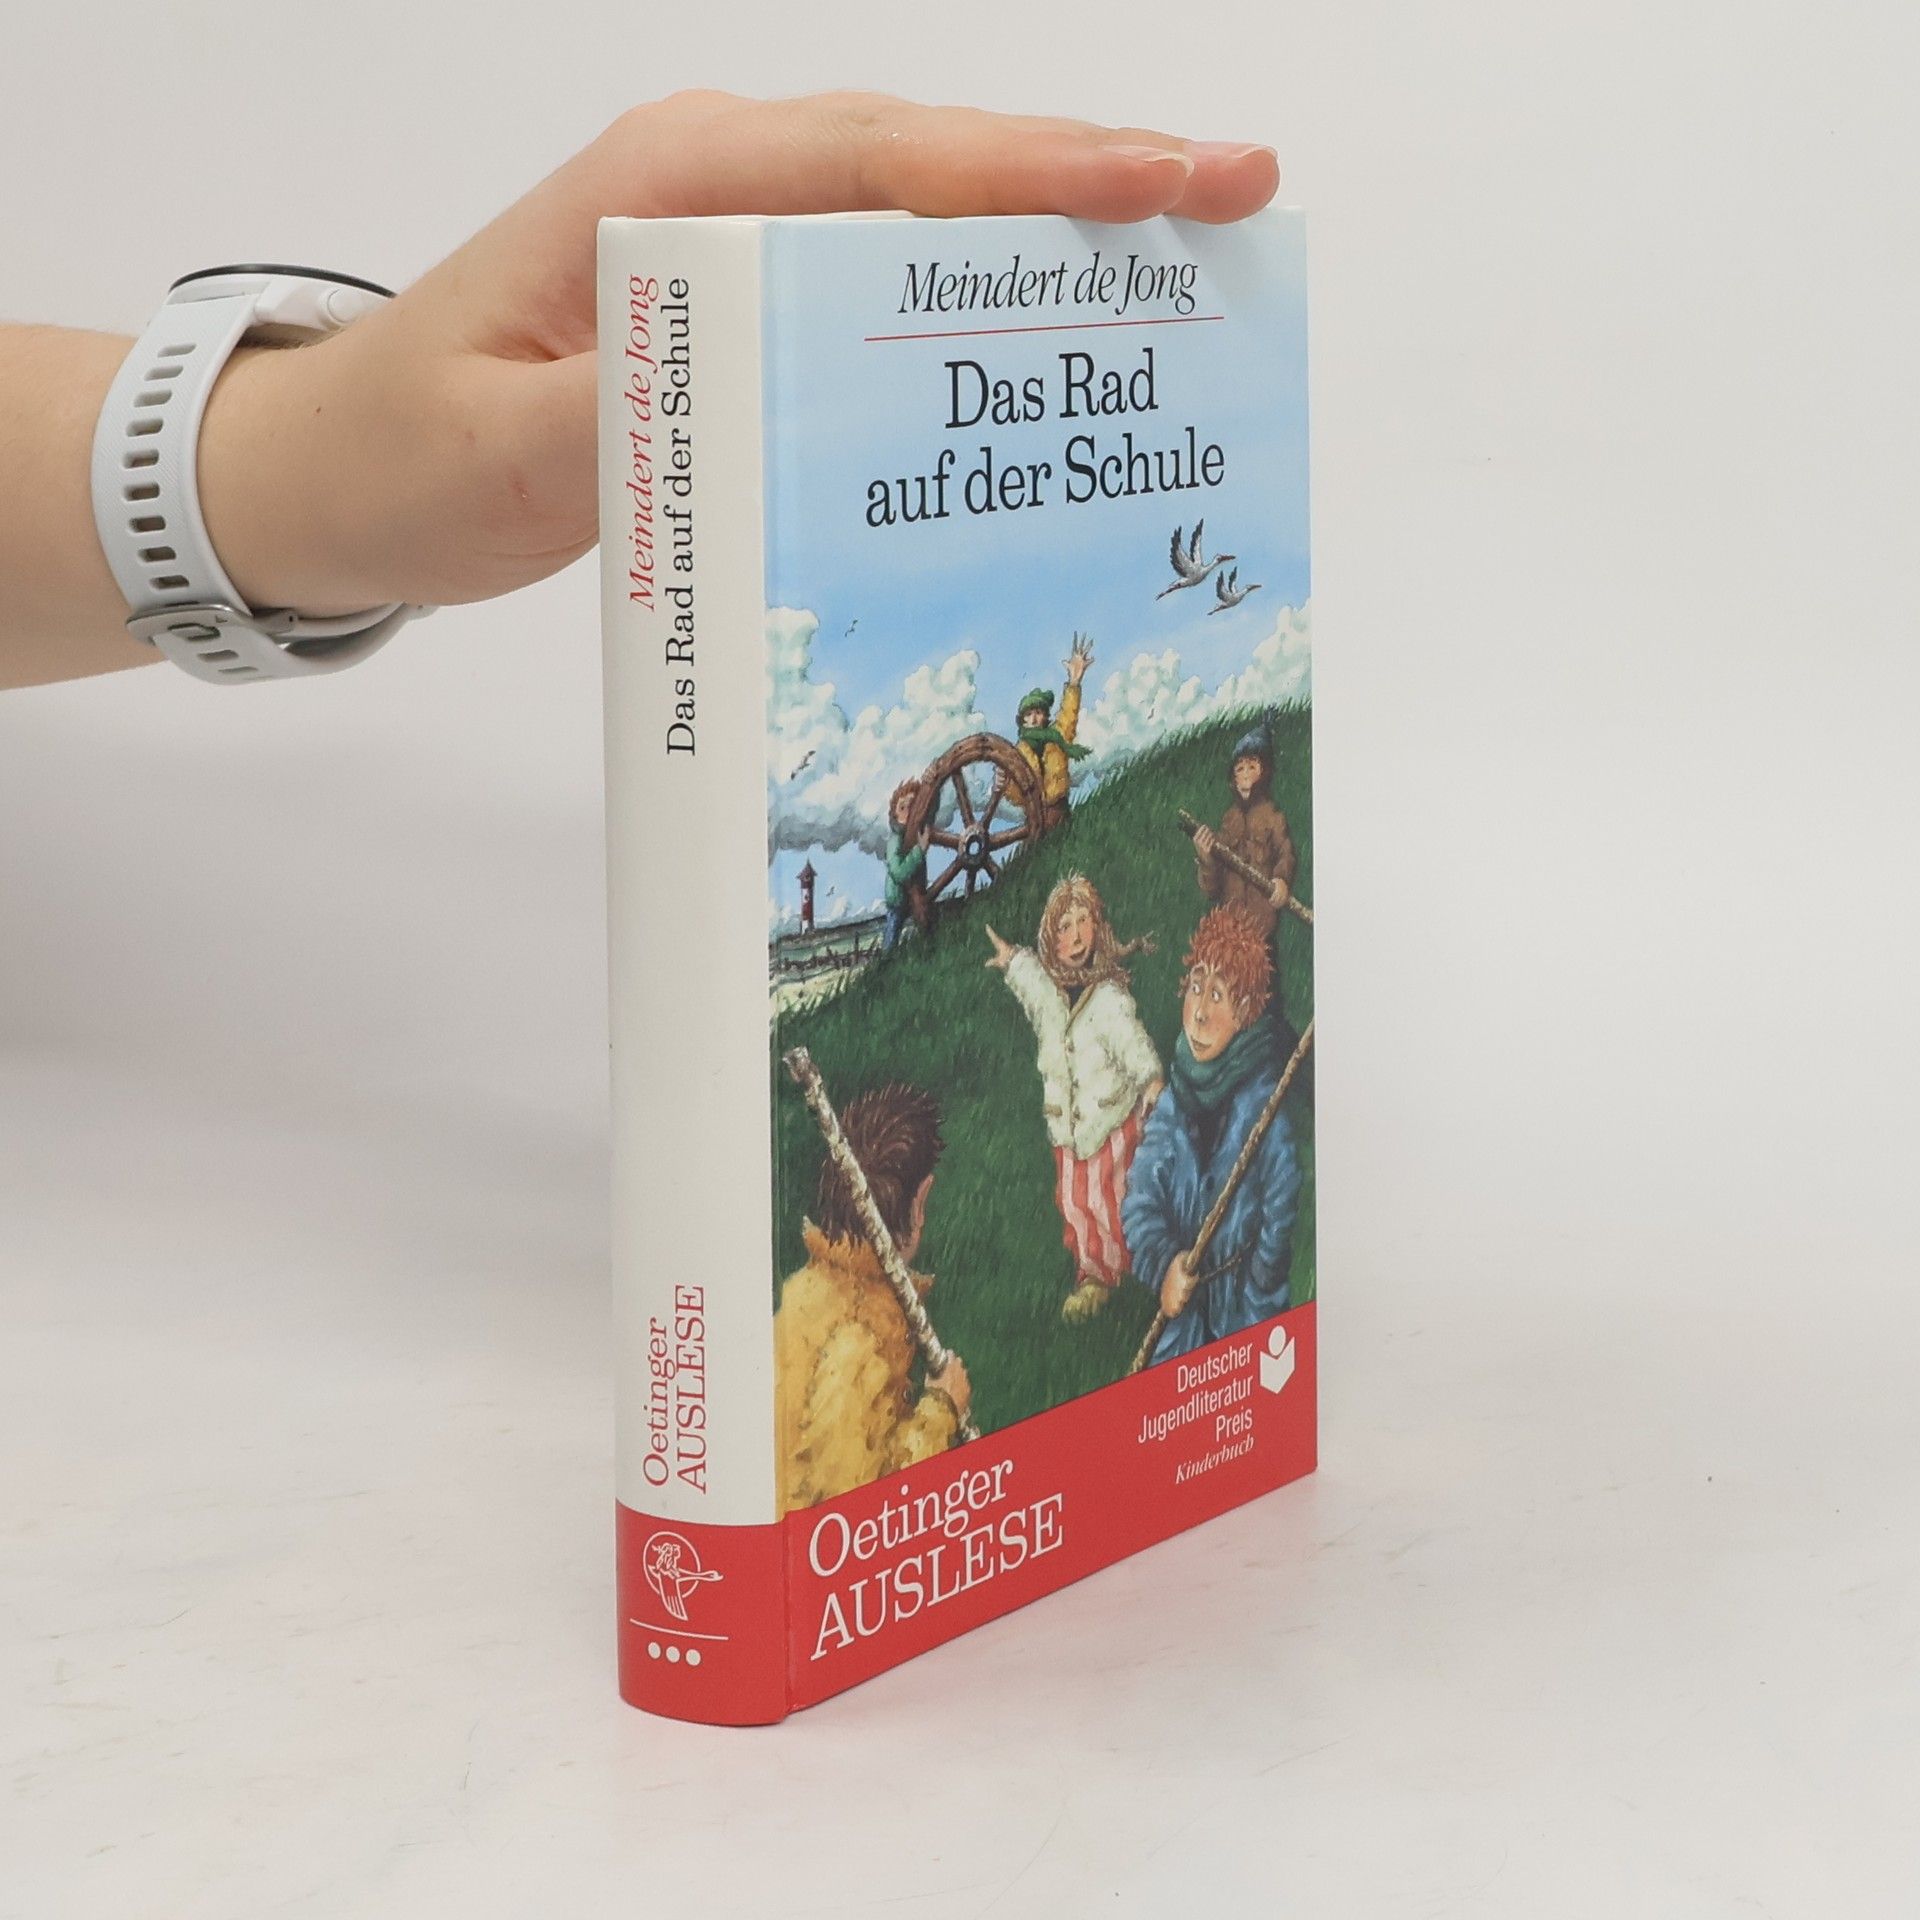 Meindert de Jong
Das Rad auf der Schule
Oetinger
AUSLESE
Meindert de Jong
Das Rad
auf der Schule
Deutscher
Jugendliteratur
Preis
Kinderbuch
Oetinger
AUSLESE